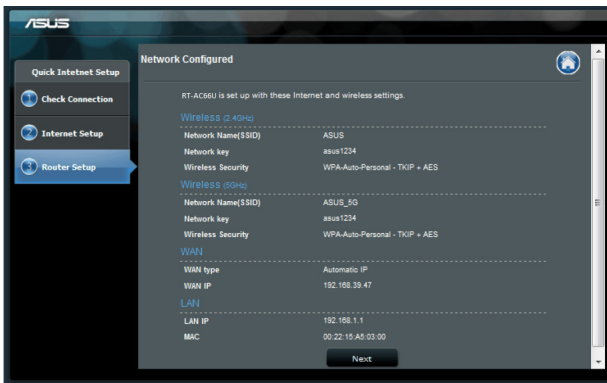 ASUS
Quick Intetnet Setup
1 Check Connection
2 Internet Setup
3 Router Setup
Network Configured
RT-AC66U is set up with these Internet and wireless settings.
Wireless (2.4GHz)
Network Name(SSID) ASUS
Network key asus1234
Wireless Security WPA-Auto-Personal - TKIP + AES
Wireless (5GHz)
Network Name(SSID) ASUS_5G
Network key asus1234
Wireless Security WPA-Auto-Personal - TKIP + AES
WAN
WAN type Automatic IP
WAN IP 192.168.39.47
LAN
LAN IP 192.168.1.1
MAC 00:22:15:A5:03:00
Next